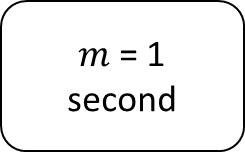 m = 1
second